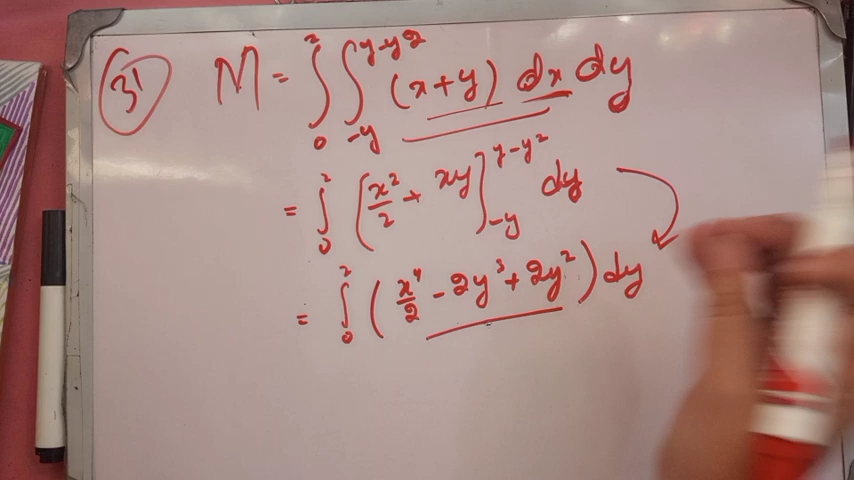 31 M = ∫₀² ∫₋ᵧ^(y-y²) (x+y) dx dy
= ∫₀² (x²/2 + xy]₋ᵧ^(y-y²) dy
= ∫₀² (x⁴/2 - 2y³ + 2y²) dy